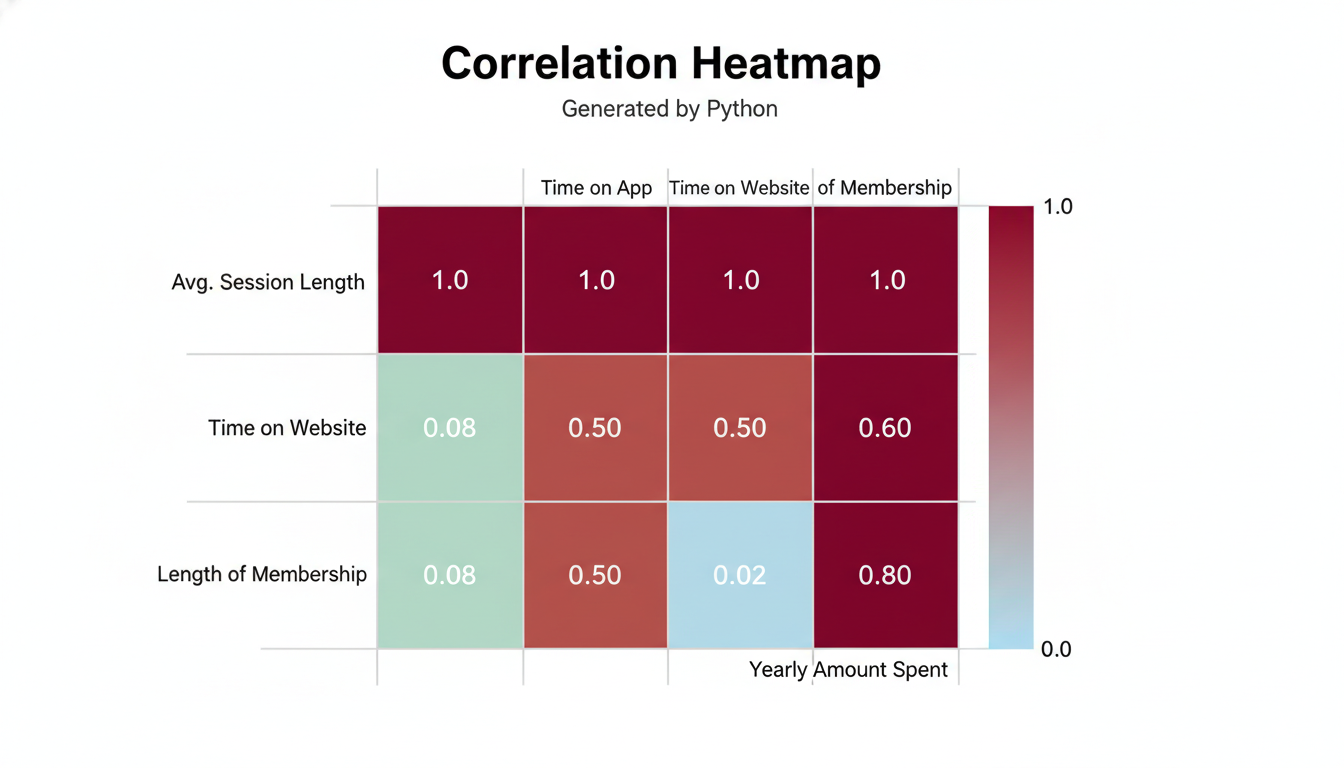 Correlation Heatmap
Generated by Python
Time on App Time on Website of Membership
1.0
Avg. Session Length 1.0 1.0 1.0 1.0
Time on Website 0.08 0.50 0.50 0.60
Length of Membership 0.08 0.50 0.02 0.80
0.0
Yearly Amount Spent